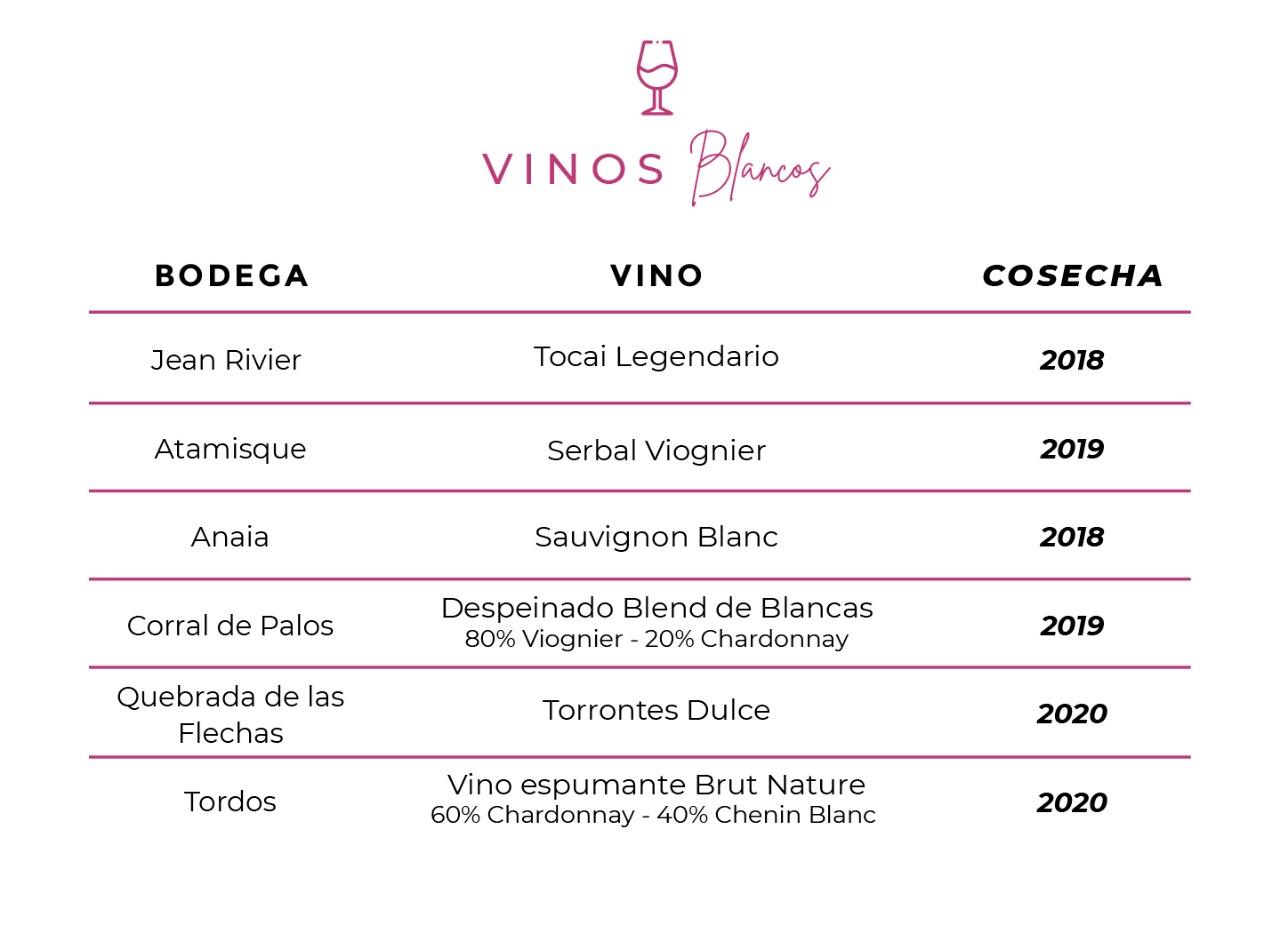 VINOS Blancos
BODEGA VINO COSECHA
Jean Rivier Tocai Legendario 2018
Atamisque Serbal Viognier 2019
Anaia Sauvignon Blanc 2018
Corral de Palos Despeinado Blend de Blancas 2019
80% Viognier - 20% Chardonnay
Quebrada de las Flechas Torrontes Dulce 2020
Tordos Vino espumante Brut Nature 2020
60% Chardonnay - 40% Chenin Blanc